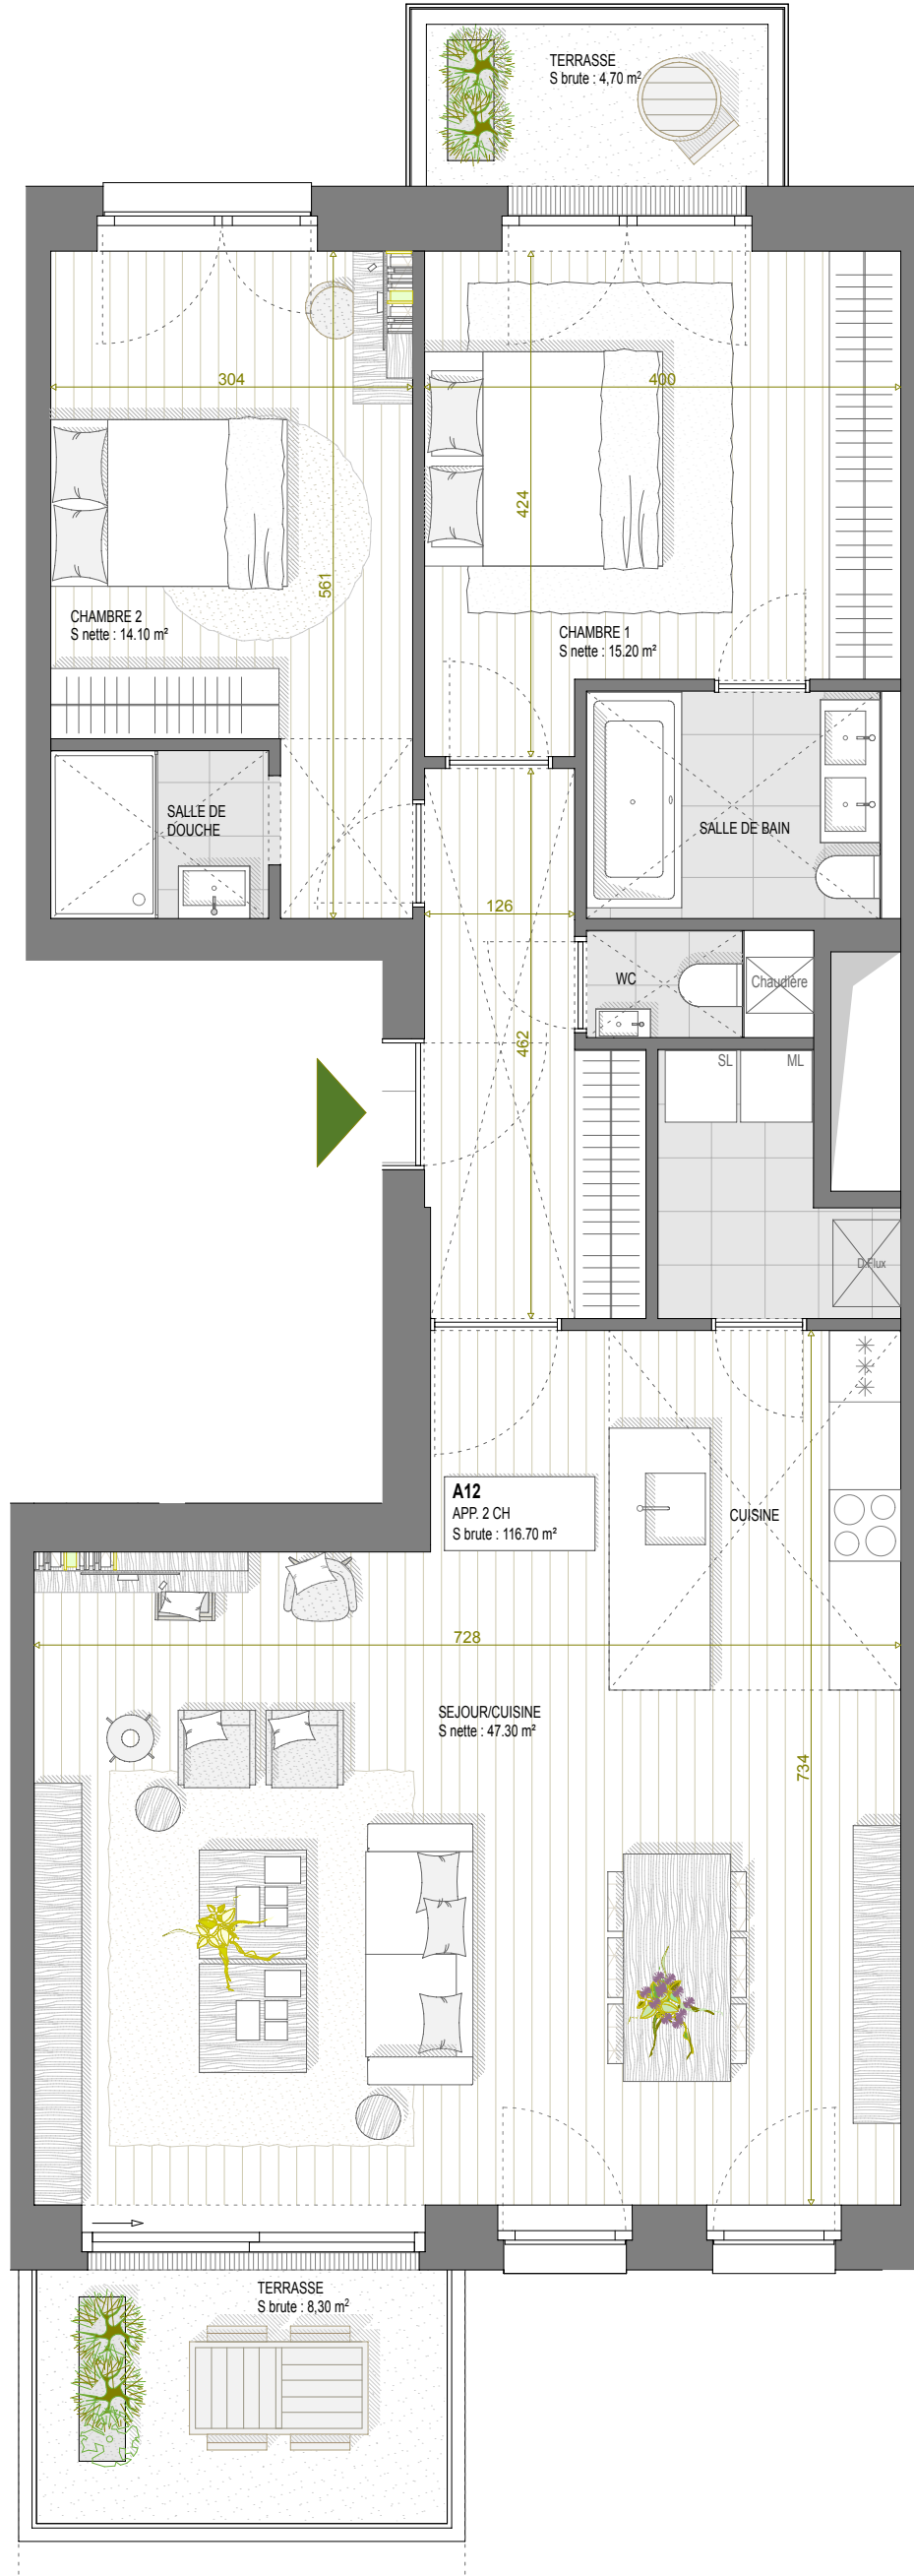 TERRASSE
S brute : 4,70 m²
304
400
424
561
CHAMBRE 2
S nette : 14.10 m²
CHAMBRE 1
S nette : 15.20 m²
SALLE DE
DOUCHE
SALLE DE BAIN
126
WC
Chaudière
462
SL
ML
D.Flux
A12
APP. 2 CH
S brute : 116.70 m²
CUISINE
728
SEJOUR/CUISINE
S nette : 47.30 m²
734
TERRASSE
S brute : 8,30 m²